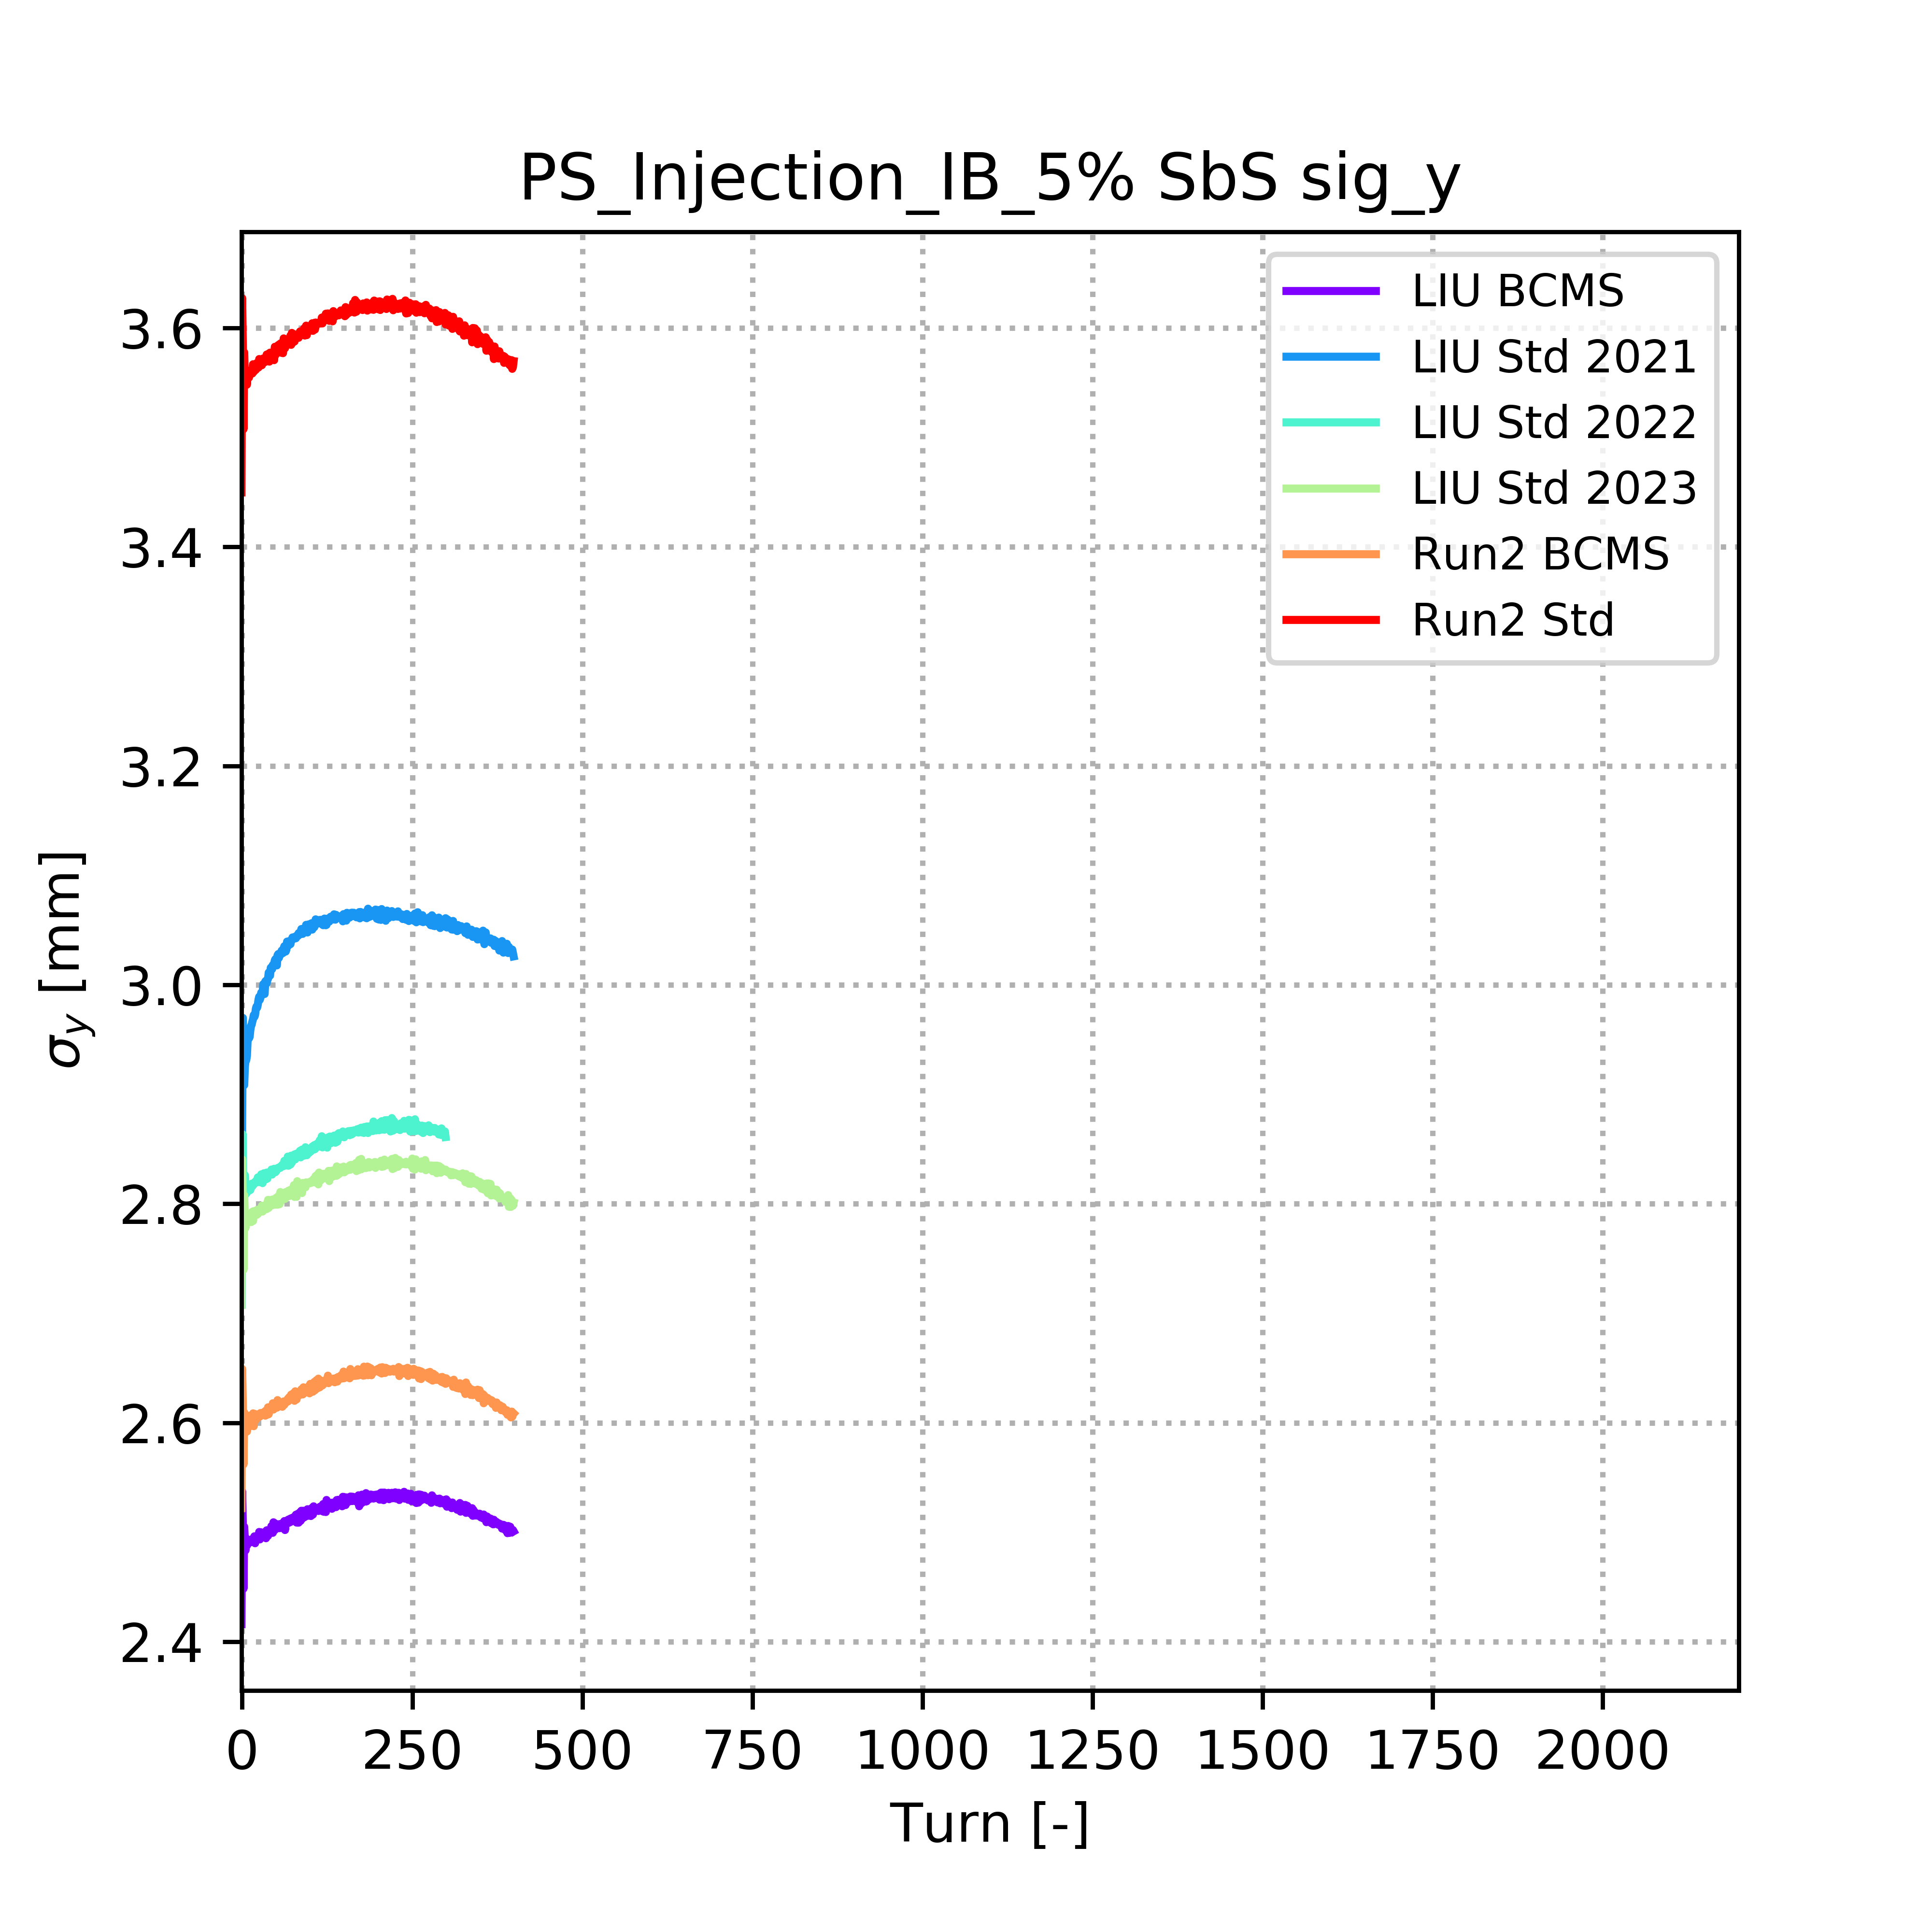 PS_Injection_IB_5% SbS sig_y
LIU BCMS
LIU Std 2021
LIU Std 2022
LIU Std 2023
Run2 BCMS
Run2 Std
3.6
3.4
3.2
3.0
2.8
2.6
2.4
σy [mm]
0 250 500 750 1000 1250 1500 1750 2000
Turn [-]